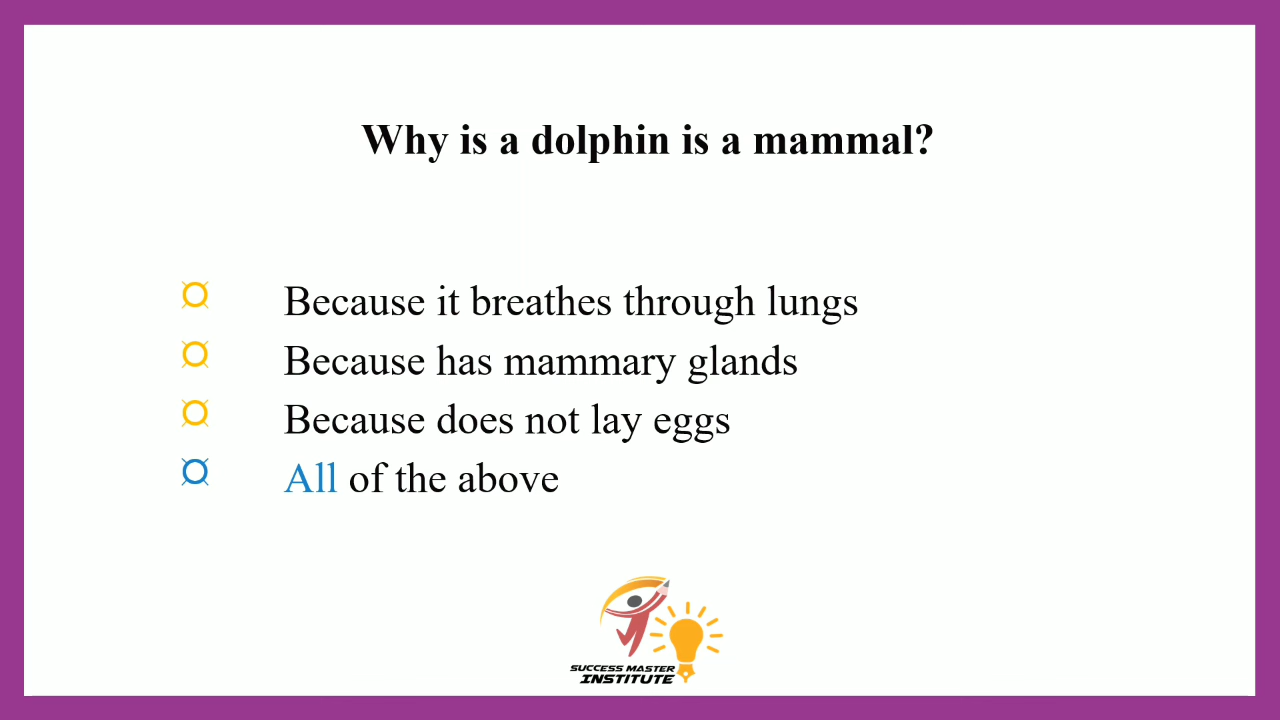 Why is a dolphin is a mammal?
¤ Because it breathes through lungs
¤ Because has mammary glands
¤ Because does not lay eggs
¤ All of the above
SUCCESS MASTER
INSTITUTE